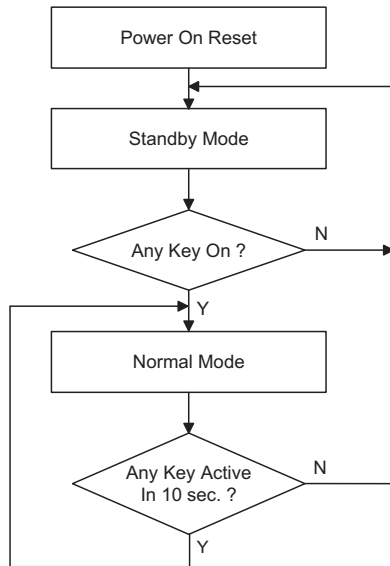 Power On Reset
Standby Mode
Any Key On ?
N
Y
Normal Mode
Any Key Active
In 10 sec. ?
N
Y